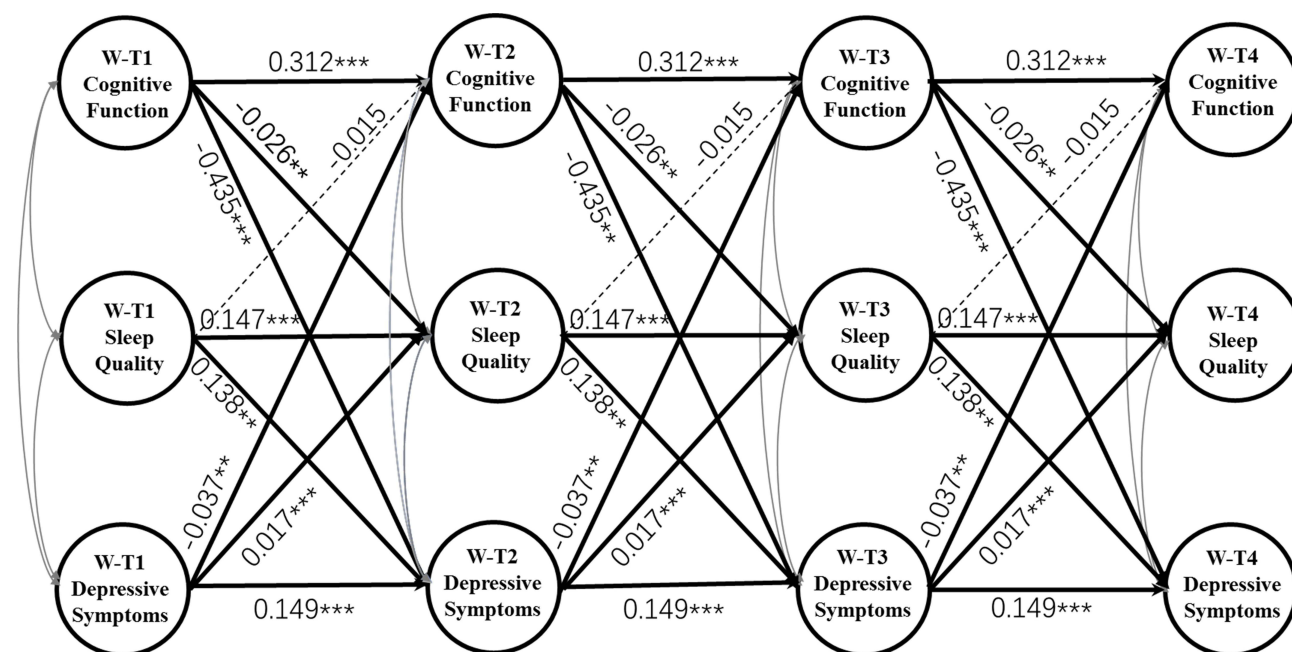 W-T1
Cognitive
Function
0.312***
W-T2
Cognitive
Function
0.312***
W-T3
Cognitive
Function
0.312***
W-T4
Cognitive
Function
-0.026**
-0.015
-0.435***
-0.026**
-0.015
-0.435**
-0.026**
-0.015
-0.435***
W-T1
Sleep
Quality
0.147***
W-T2
Sleep
Quality
0.147***
W-T3
Sleep
Quality
0.147***
W-T4
Sleep
Quality
0.138**
0.138**
0.138**
-0.037**
0.017***
-0.037**
0.017***
-0.037**
0.017***
W-T1
Depressive
Symptoms
0.149***
W-T2
Depressive
Symptoms
0.149***
W-T3
Depressive
Symptoms
0.149***
W-T4
Depressive
Symptoms